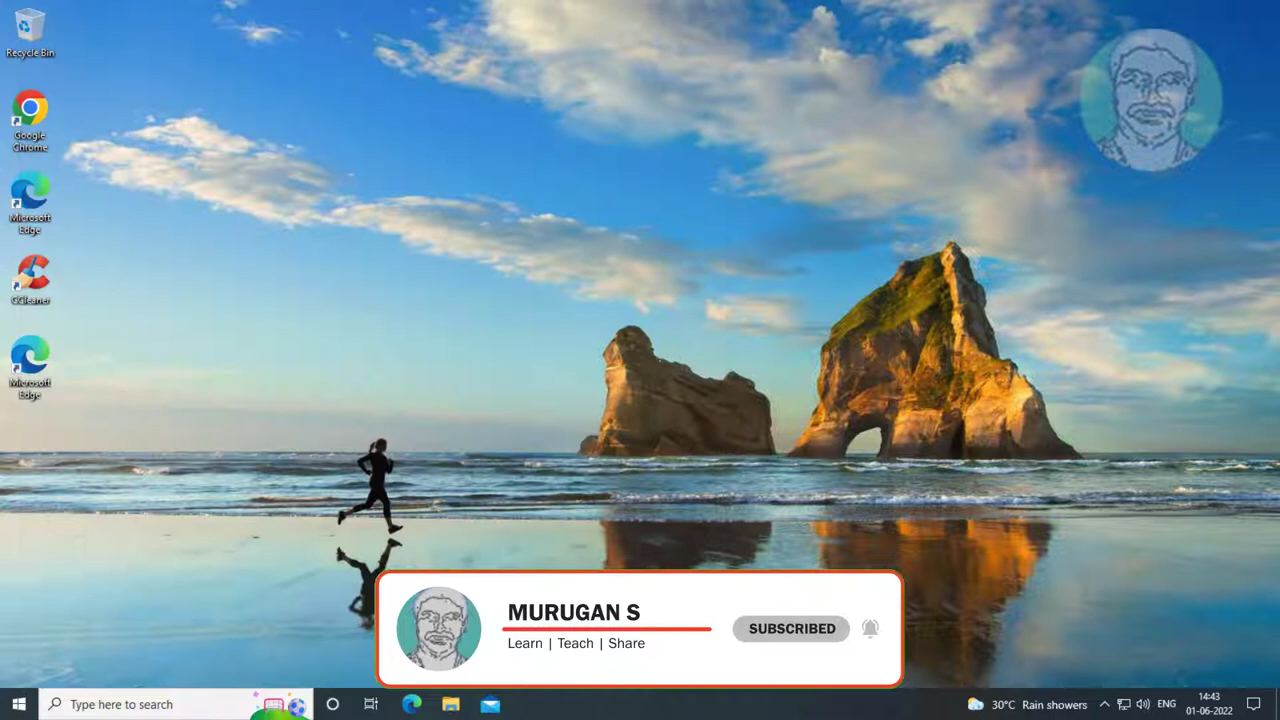 Recycle Bin
Google
Chrome
Microsoft
Edge
CCleaner
Microsoft
Edge
MURUGAN S
Learn | Teach | Share
SUBSCRIBED
Type here to search
30°C Rain showers
ENG
14:43
01-06-2022